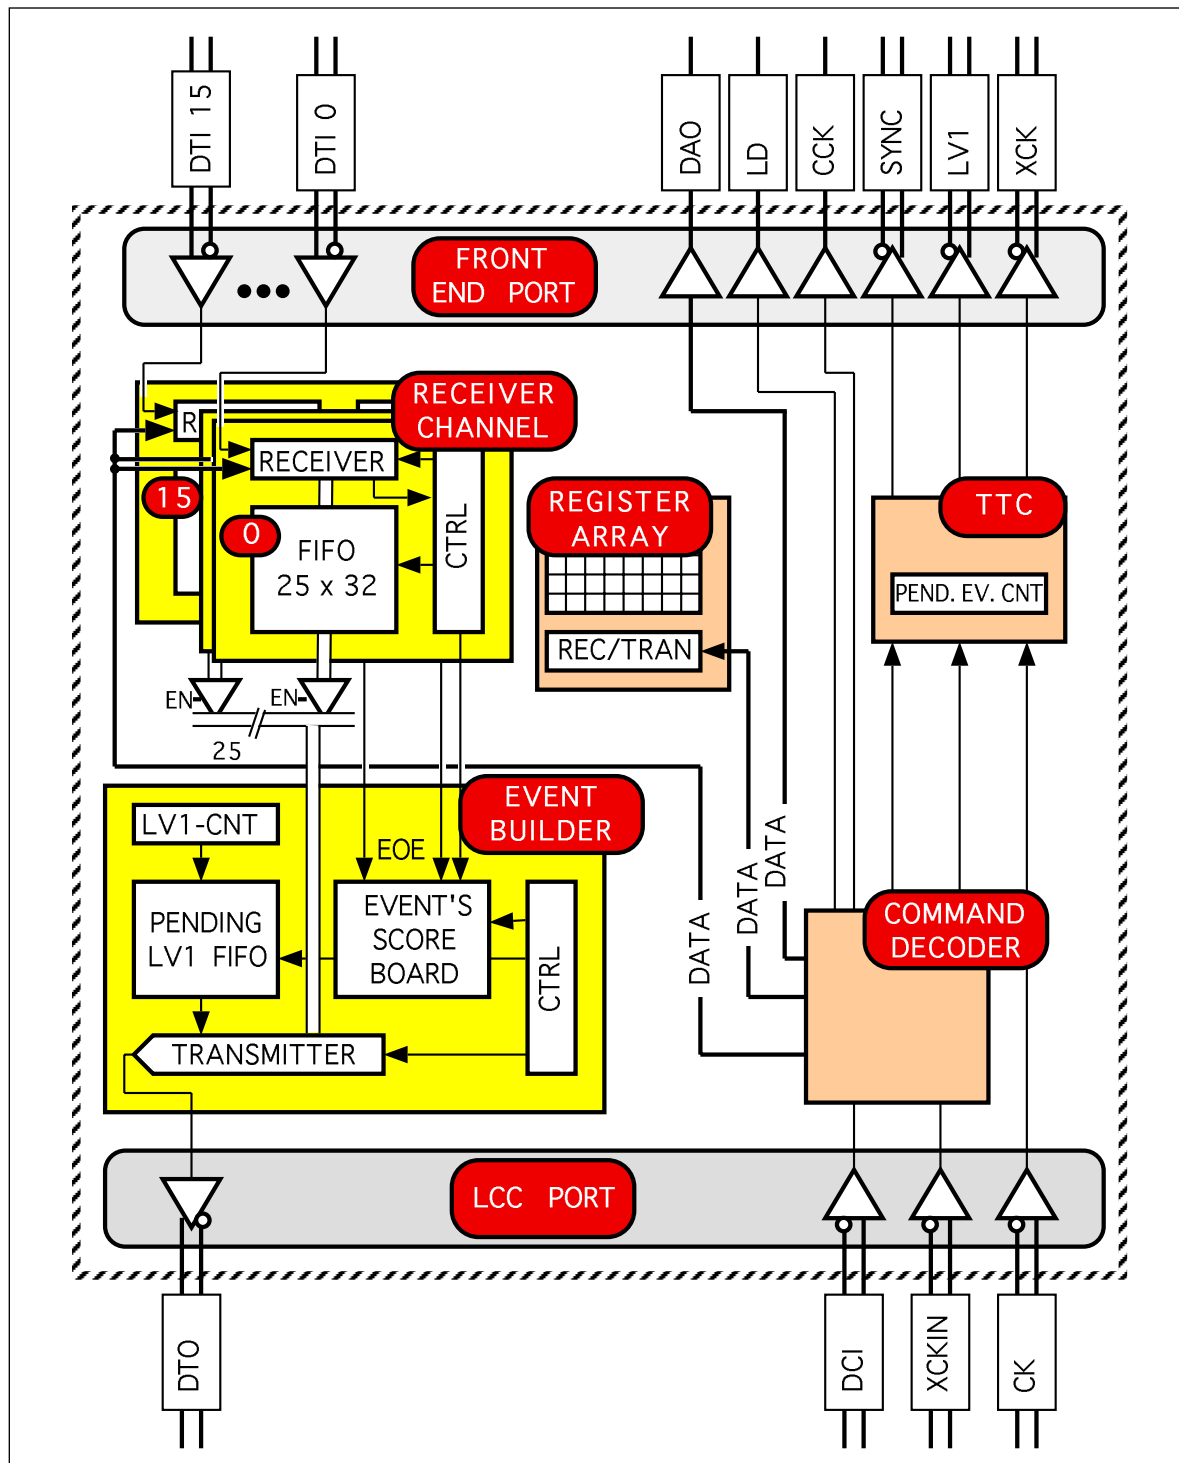 DTI 15
DTI 0
DAO
LD
CCK
SYNC
LV1
XCK
FRONT
END PORT
RECEIVER
CHANNEL
R
RECEIVER
15
0
FIFO
25 x 32
CTRL
REGISTER
ARRAY
REC/TRAN
TTC
PEND. EV. CNT
EN
EN
25
EVENT
BUILDER
LV1-CNT
EOE
PENDING
LV1 FIFO
EVENT'S
SCORE
BOARD
CTRL
TRANSMITTER
DATA
DATA
DATA
COMMAND
DECODER
LCC PORT
DTO
DCI
XCKIN
CK